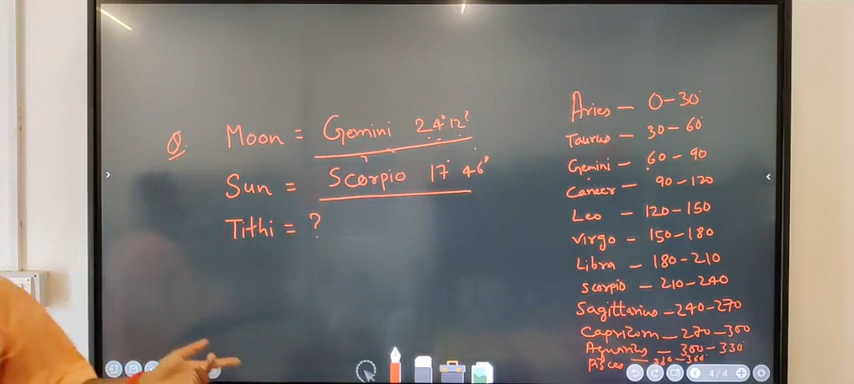 Q. Moon = Gemini 24° 12'
Sun = Scorpio 17° 46'
Tithi = ?
Aries — 0-30°
Taurus — 30-60°
Gemini — 60-90
Cancer — 90-120
Leo — 120-150
Virgo — 150-180
Libra — 180-210
Scorpio — 210-240
Sagittarius — 240-270
Capricorn — 270-300
Aquarius — 300-330
Pisces — 330-360°
4/4